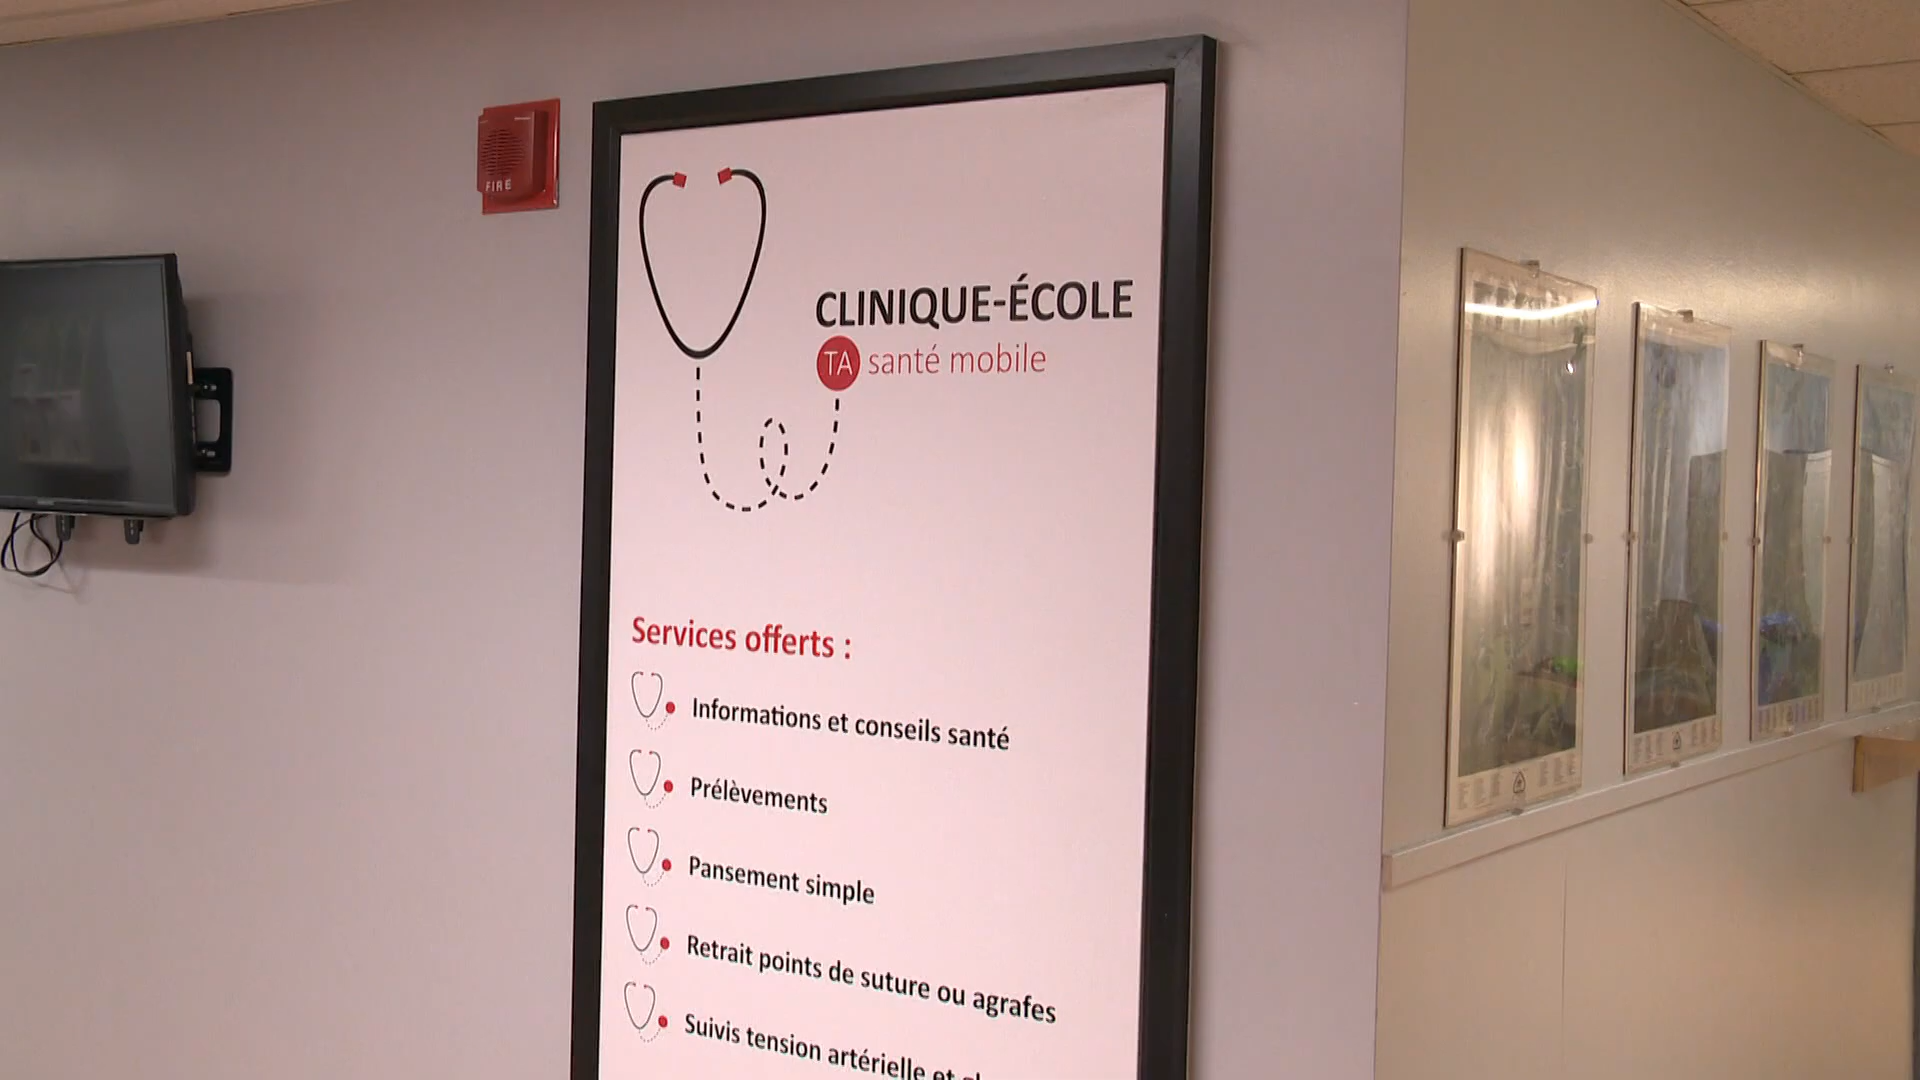 FIRE
CLINIQUE-ÉCOLE
TA santé mobile
Services offerts :
Informations et conseils santé
Prélèvements
Pansement simple
Retrait points de suture ou agrafes
Suivis tension artérielle et